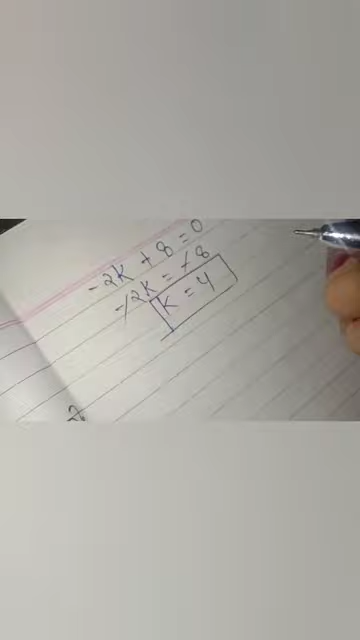 -2k + 8 = 0
-2k = -8
k = 4